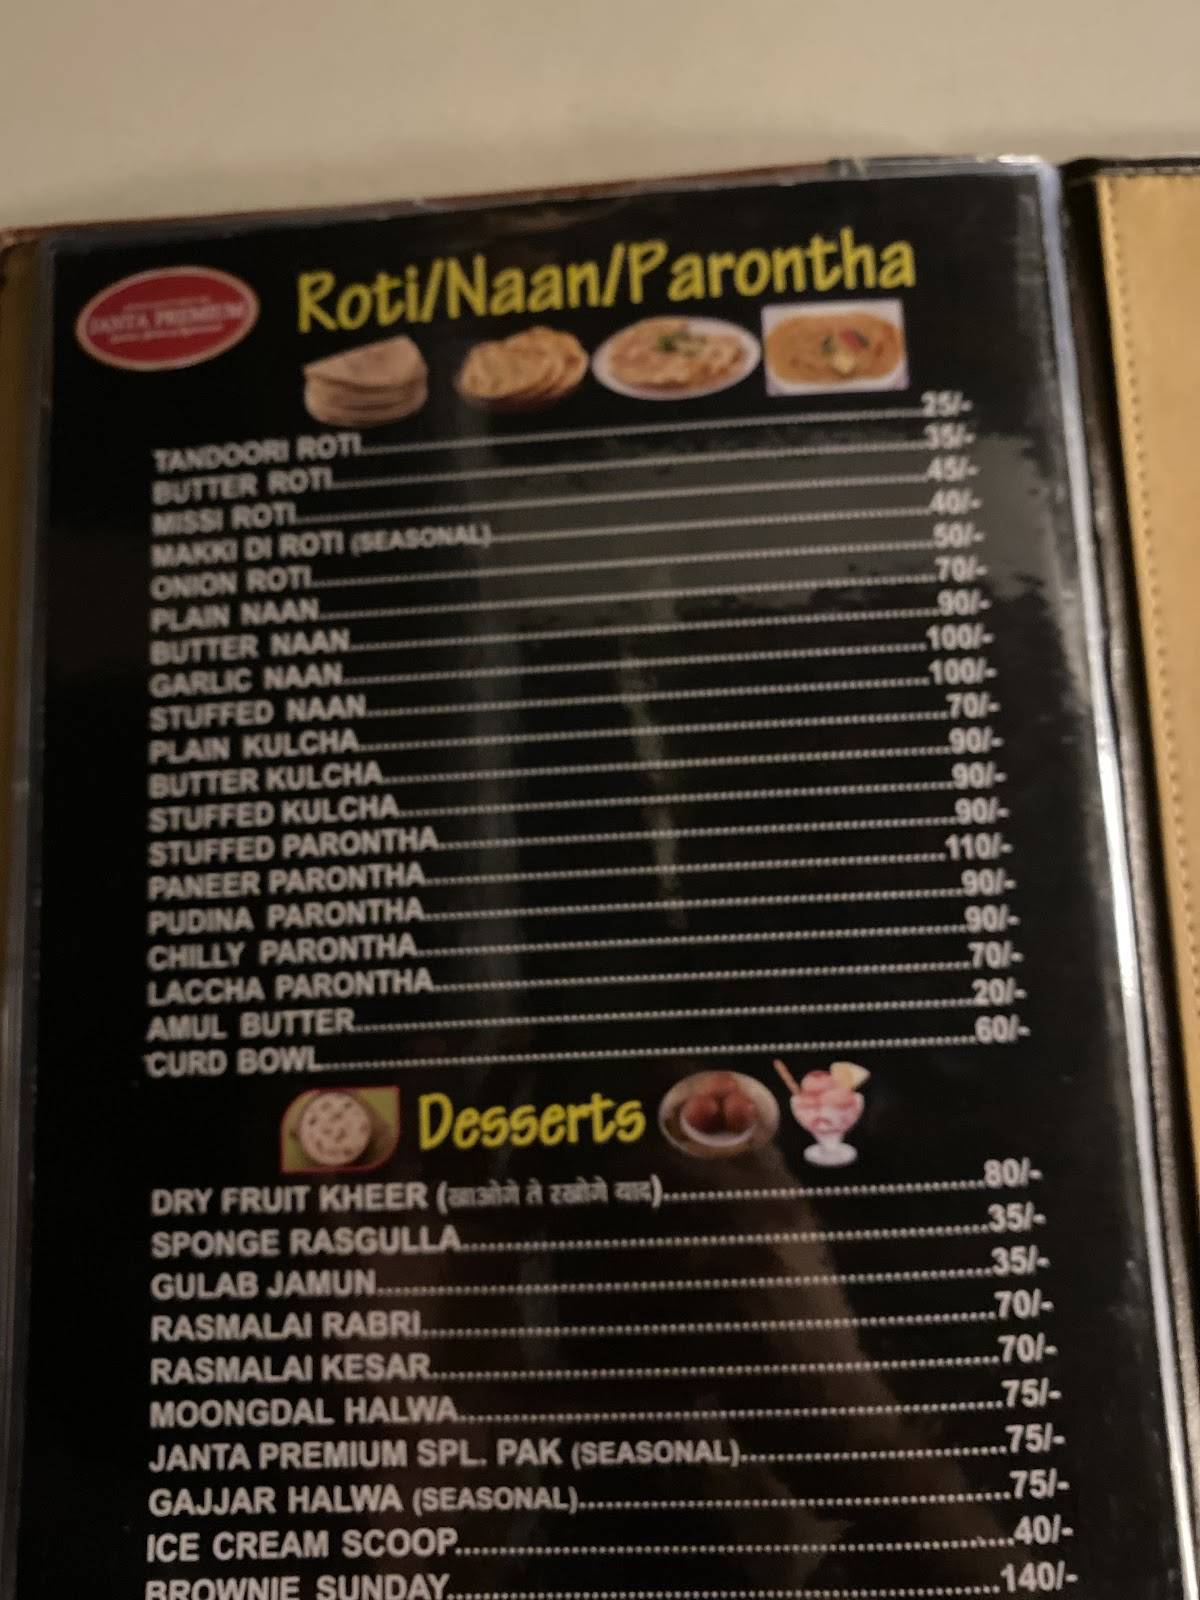 JANTA PREMIUM
Roti/Naan/Parontha
TANDOORI ROTI 25/-
BUTTER ROTI 35/-
MISSI ROTI 45/-
MAKKI DI ROTI (SEASONAL) 40/-
ONION ROTI 50/-
PLAIN NAAN 70/-
BUTTER NAAN 90/-
GARLIC NAAN 100/-
STUFFED NAAN 100/-
PLAIN KULCHA 70/-
BUTTER KULCHA 90/-
STUFFED KULCHA 90/-
STUFFED PARONTHA 90/-
PANEER PARONTHA 110/-
PUDINA PARONTHA 90/-
CHILLY PARONTHA 90/-
LACCHA PARONTHA 70/-
AMUL BUTTER 20/-
CURD BOWL 60/-
Desserts
DRY FRUIT KHEER (खाओगे ते रखोगे याद) 80/-
SPONGE RASGULLA 35/-
GULAB JAMUN 35/-
RASMALAI RABRI 70/-
RASMALAI KESAR 70/-
MOONGDAL HALWA 75/-
JANTA PREMIUM SPL. PAK (SEASONAL) 75/-
GAJJAR HALWA (SEASONAL) 75/-
ICE CREAM SCOOP 40/-
BROWNIE SUNDAY 140/-